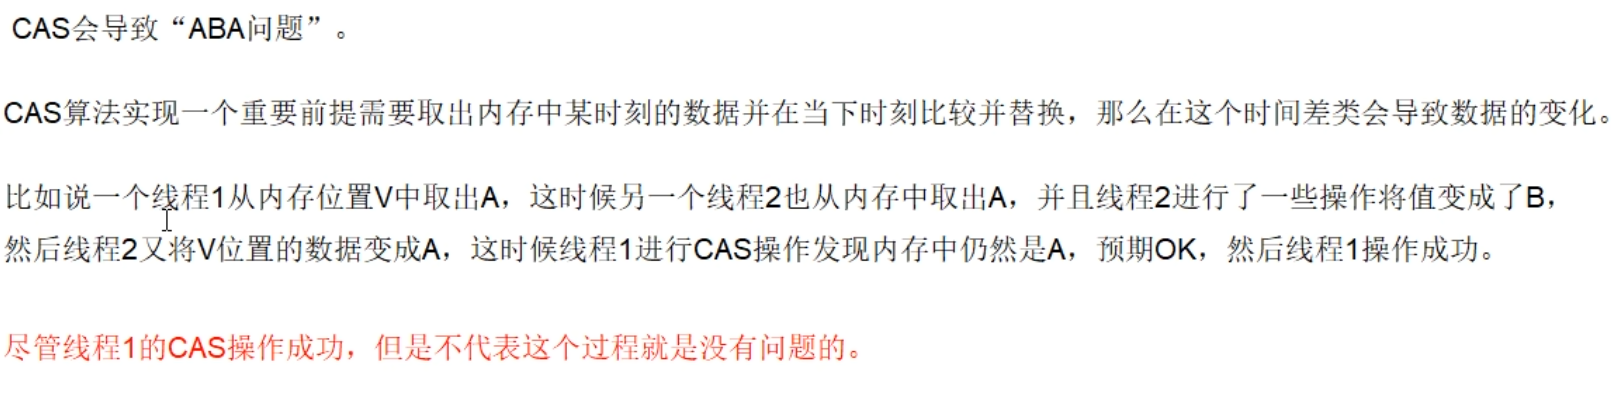 CAS会导致“ABA问题”。
CAS算法实现一个重要前提需要取出内存中某时刻的数据并在当下时刻比较并替换，那么在这个时间差类会导致数据的变化。
比如说一个线程1从内存位置V中取出A，这时候另一个线程2也从内存中取出A，并且线程2进行了一些操作将值变成了B，
然后线程2又将V位置的数据变成A，这时候线程1进行CAS操作发现内存中仍然是A，预期OK，然后线程1操作成功。
尽管线程1的CAS操作成功，但是不代表这个过程就是没有问题的。